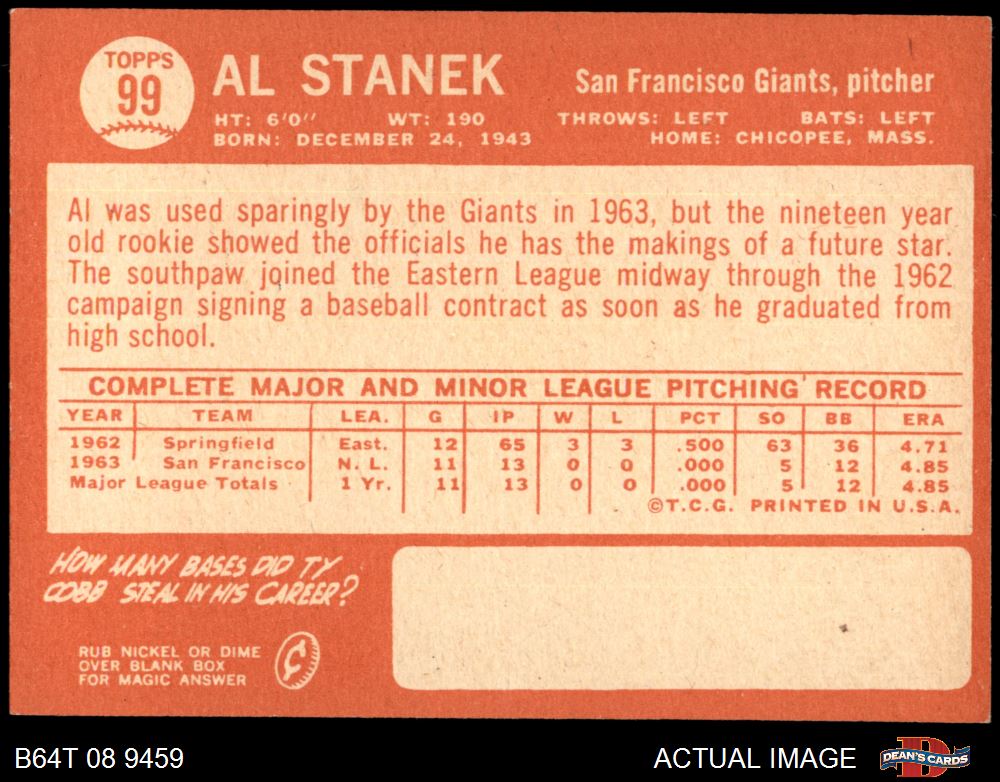 TOPPS
99
AL STANEK
San Francisco Giants, pitcher
HT: 6'0" WT: 190 THROWS: LEFT BATS: LEFT
BORN: DECEMBER 24, 1943 HOME: CHICOPEE, MASS.
Al was used sparingly by the Giants in 1963, but the nineteen year
old rookie showed the officials he has the makings of a future star.
The southpaw joined the Eastern League midway through the 1962
campaign signing a baseball contract as soon as he graduated from
high school.
COMPLETE MAJOR AND MINOR LEAGUE PITCHING RECORD
YEAR TEAM LEA. G IP W L PCT SO BB ERA
1962 Springfield East. 12 65 3 3 .500 63 36 4.71
1963 San Francisco N. L. 11 13 0 0 .000 5 12 4.85
Major League Totals 1 Yr. 11 13 0 0 .000 5 12 4.85
©T.C.G. PRINTED IN U.S.A.
HOW MANY BASES DID TY
COBB STEAL IN HIS CAREER?
RUB NICKEL OR DIME
OVER BLANK BOX
FOR MAGIC ANSWER
¢
B64T 08 9459 ACTUAL IMAGE
DEAN'S CARDS